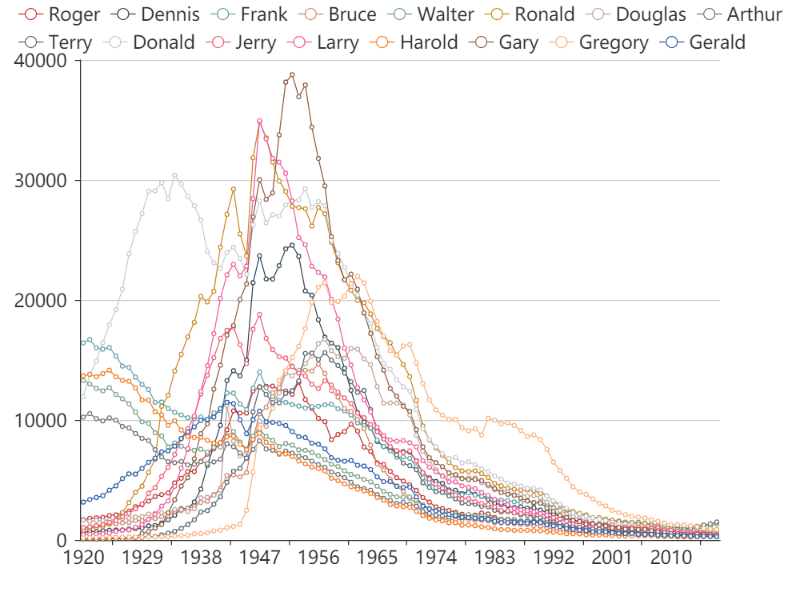 Roger Dennis Frank Bruce Walter Ronald Douglas Arthur
Terry Donald Jerry Larry Harold Gary Gregory Gerald
40000
30000
20000
10000
0
1920 1929 1938 1947 1956 1965 1974 1983 1992 2001 2010